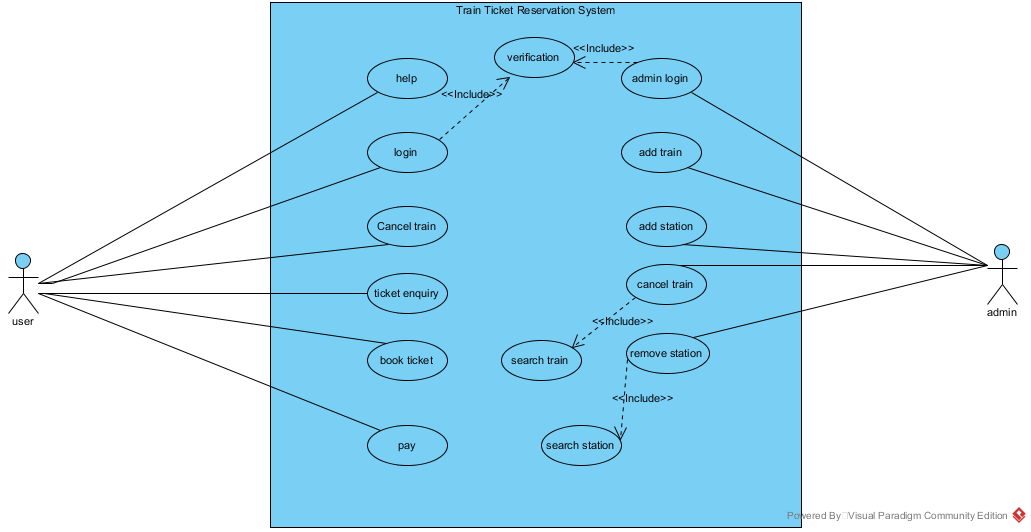 Train Ticket Reservation System
verification
<<Include>>
help
admin login
<<Include>>
login
add train
Cancel train
add station
ticket enquiry
cancel train
user
admin
<<Include>>
book ticket
search train
remove station
<<Include>>
pay
search station
Powered By Visual Paradigm Community Edition